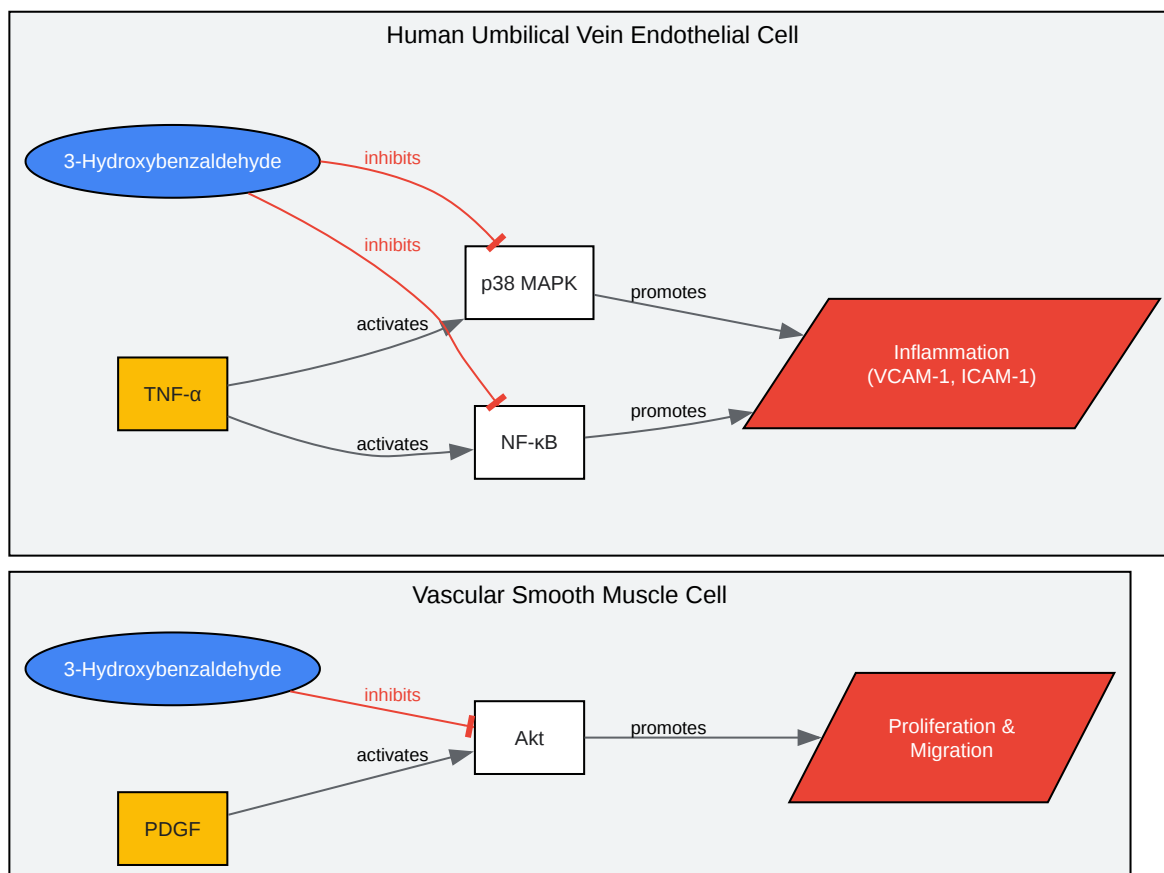 Human Umbilical Vein Endothelial Cell
3-Hydroxybenzaldehyde
inhibits
inhibits
p38 MAPK
promotes
activates
Inflammation
(VCAM-1, ICAM-1)
TNF-α
promotes
activates
NF-κB
Vascular Smooth Muscle Cell
3-Hydroxybenzaldehyde
inhibits
Akt
promotes
Proliferation &
Migration
activates
PDGF